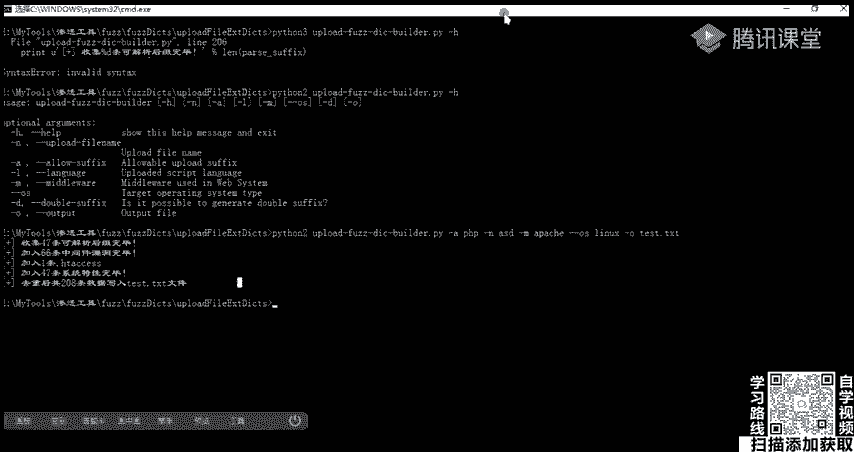 选择C:\WINDOWS\system32\cmd.exe
腾讯课堂
:\MyTools\渗透工具\fuzz\fuzzDicts\uploadFileExtDicts>python3 upload-fuzz-dic-builder.py -h
File "upload-fuzz-dic-builder.py", line 206
print u'[+] 收集%s条可解析后缀完毕!' % len(parse_suffix)
SyntaxError: invalid syntax
:\MyTools\渗透工具\fuzz\fuzzDicts\uploadFileExtDicts>python2 upload-fuzz-dic-builder.py -h
usage: upload-fuzz-dic-builder [-h] [-n] [-a] [-l] [-m] [--os] [-d] [-o]
optional arguments:
-h, --help show this help message and exit
-n , --upload-filename
Upload file name
-a , --allow-suffix Allowable upload suffix
-l , --language Uploaded script language
-m , --middleware Middleware used in Web System
--os Target operating system type
-d, --double-suffix Is it possible to generate double suffix?
-o , --output Output file
:\MyTools\渗透工具\fuzz\fuzzDicts\uploadFileExtDicts>python2 upload-fuzz-dic-builder.py -a php -n asd -m apache --os linux -o test.txt
[+] 收集47条可解析后缀完毕!
[+] 加入66条中间件漏洞完毕!
[+] 加入1条.htaccess
[+] 加入47条系统特性完毕!
[+] 去重后共208条数据写入test.txt文件
:\MyTools\渗透工具\fuzz\fuzzDicts\uploadFileExtDicts>
学习路线
自学视频
扫描添加获取